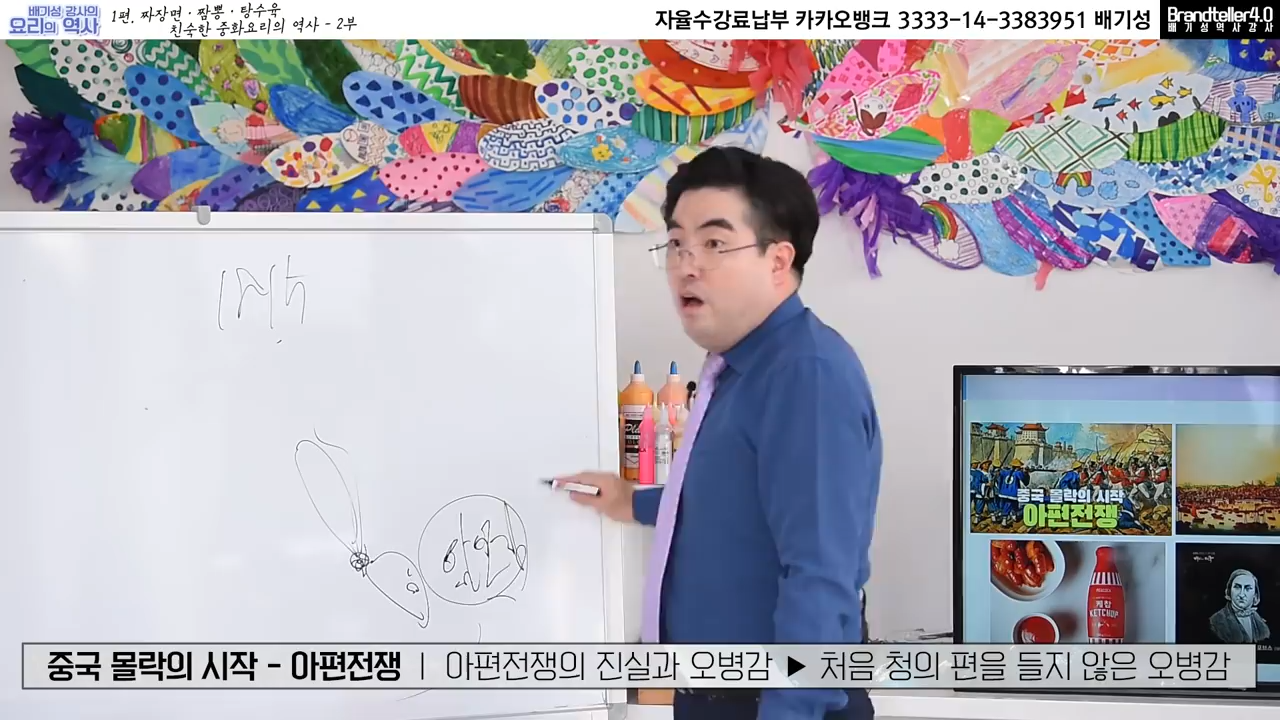 배기성 강사의
요리의 역사
1편. 짜장면·짬뽕·탕수육
친숙한 중화요리의 역사 - 2부
자율수강료납부 카카오뱅크 3333-14-3383951 배기성
Brandteller4.0
배기성역사강사
중국 몰락의 시작
아편전쟁
케찹
KETCHUP
중국 몰락의 시작 - 아편전쟁 | 아편전쟁의 진실과 오병감 ▶ 처음 청의 편을 들지 않은 오병감